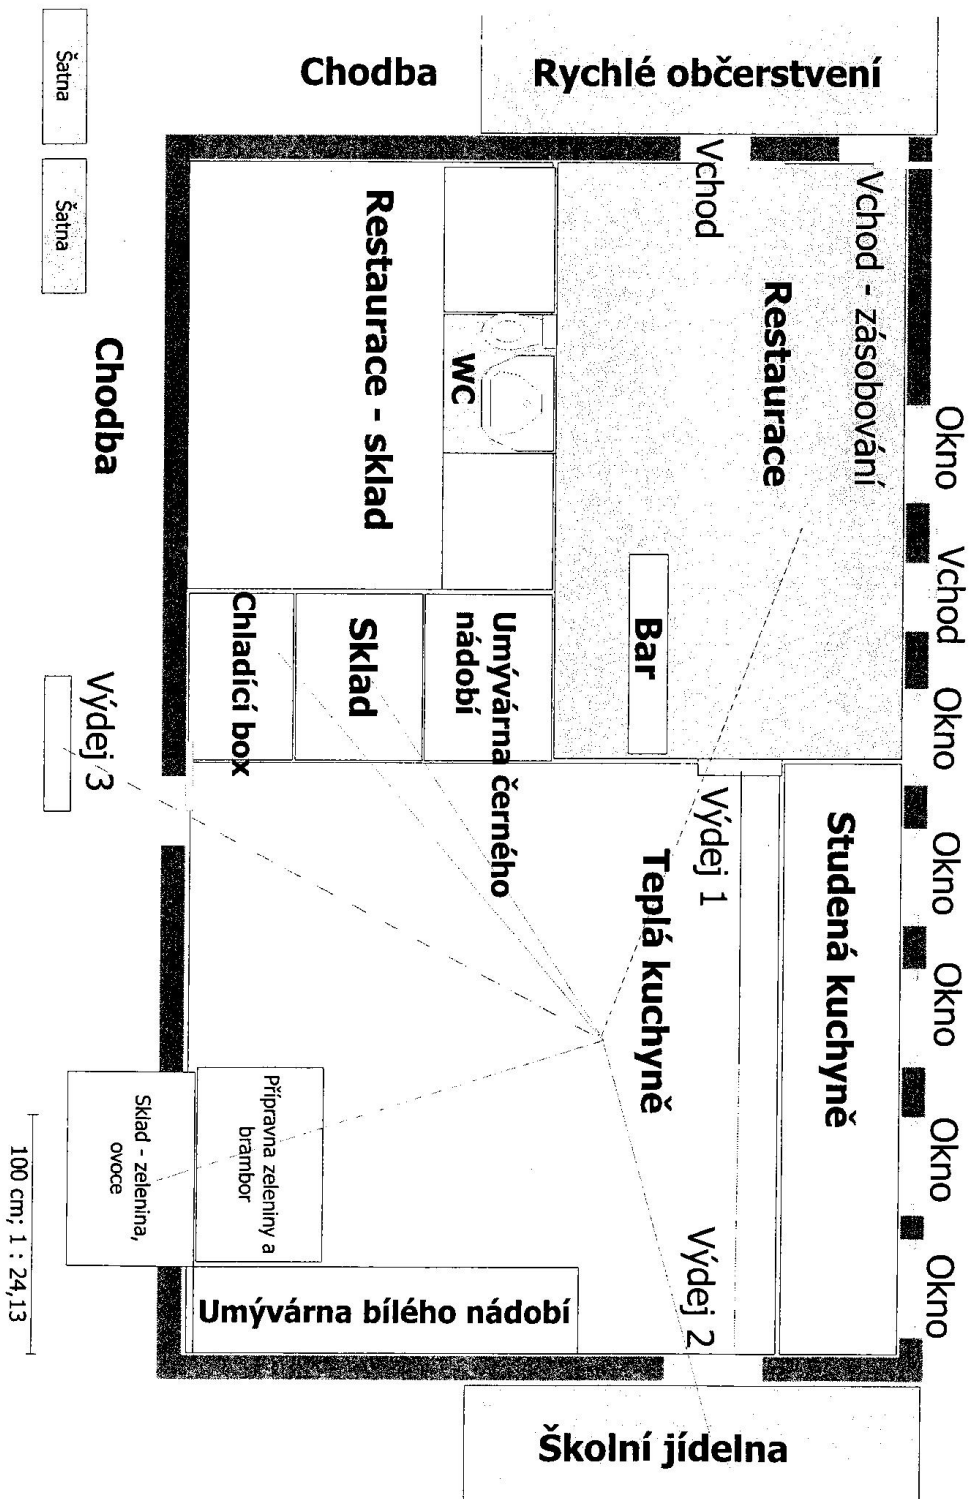 Chodba
Rychlé občerstvení
Šatna
Šatna
Vchod
Vchod - zásobování
Restaurace
Restaurace - sklad
WC
Chodba
Okno
Vchod
Okno
Okno
Okno
Okno
Okno
Bar
Umývárna černého
nádobí
Sklad
Chladící box
Výdej 3
Výdej 1
Teplá kuchyně
Studená kuchyně
Přípravna zeleniny a
brambor
Sklad - zelenina,
ovoce
100 cm; 1 : 24,13
Výdej 2
Umývárna bílého nádobí
Školní jídelna